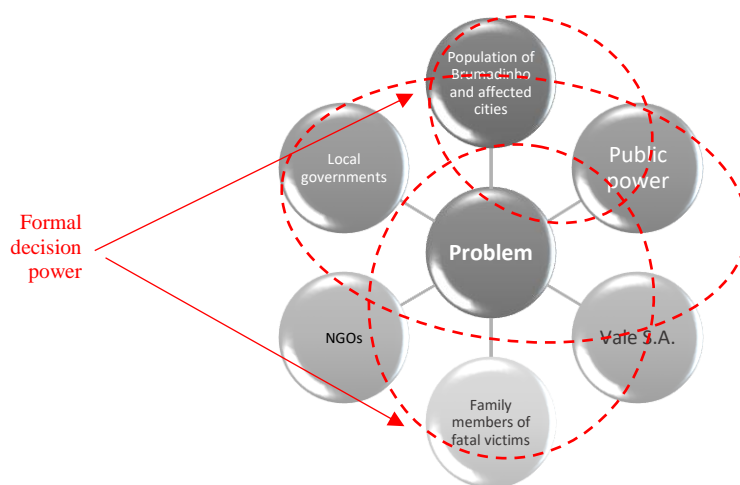 Population of
Brumadinho
and affected
cities
Local
governments
Public
power
Formal
decision
power
Problem
NGOs
Vale S.A.
Family
members of
fatal victims